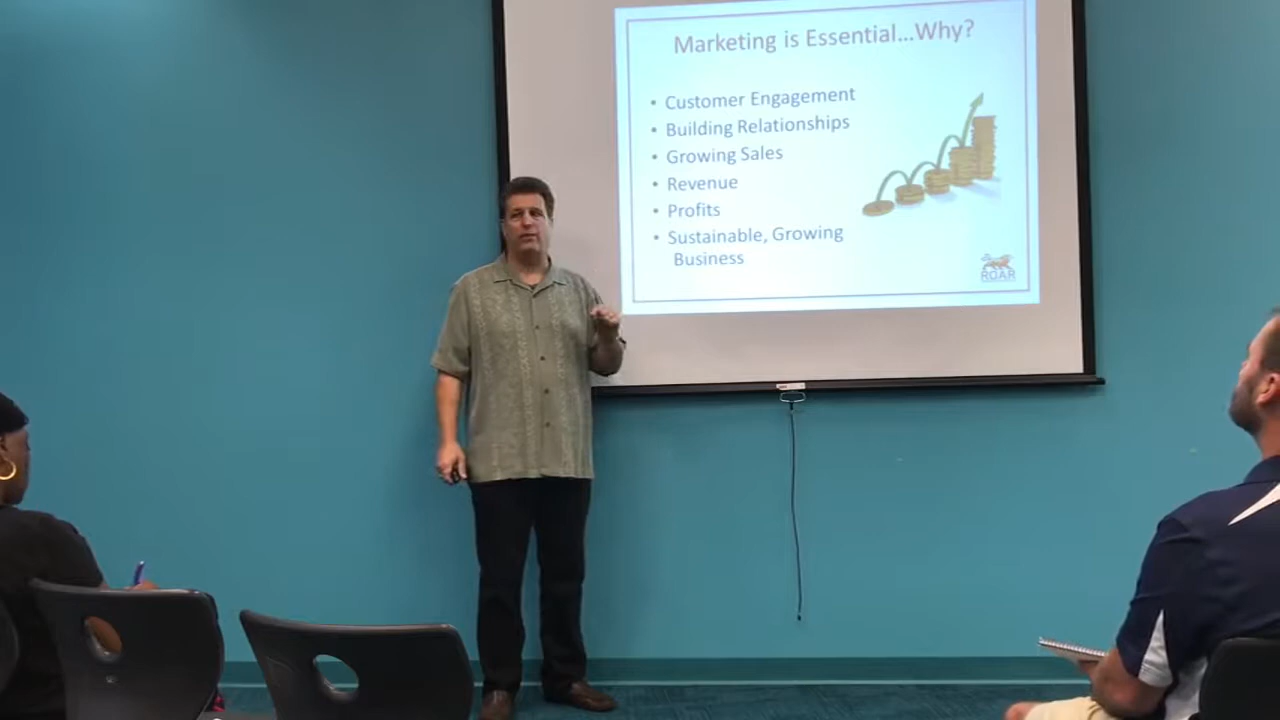 Marketing is Essential...Why?
• Customer Engagement
• Building Relationships
• Growing Sales
• Revenue
• Profits
• Sustainable, Growing
Business
ROAR